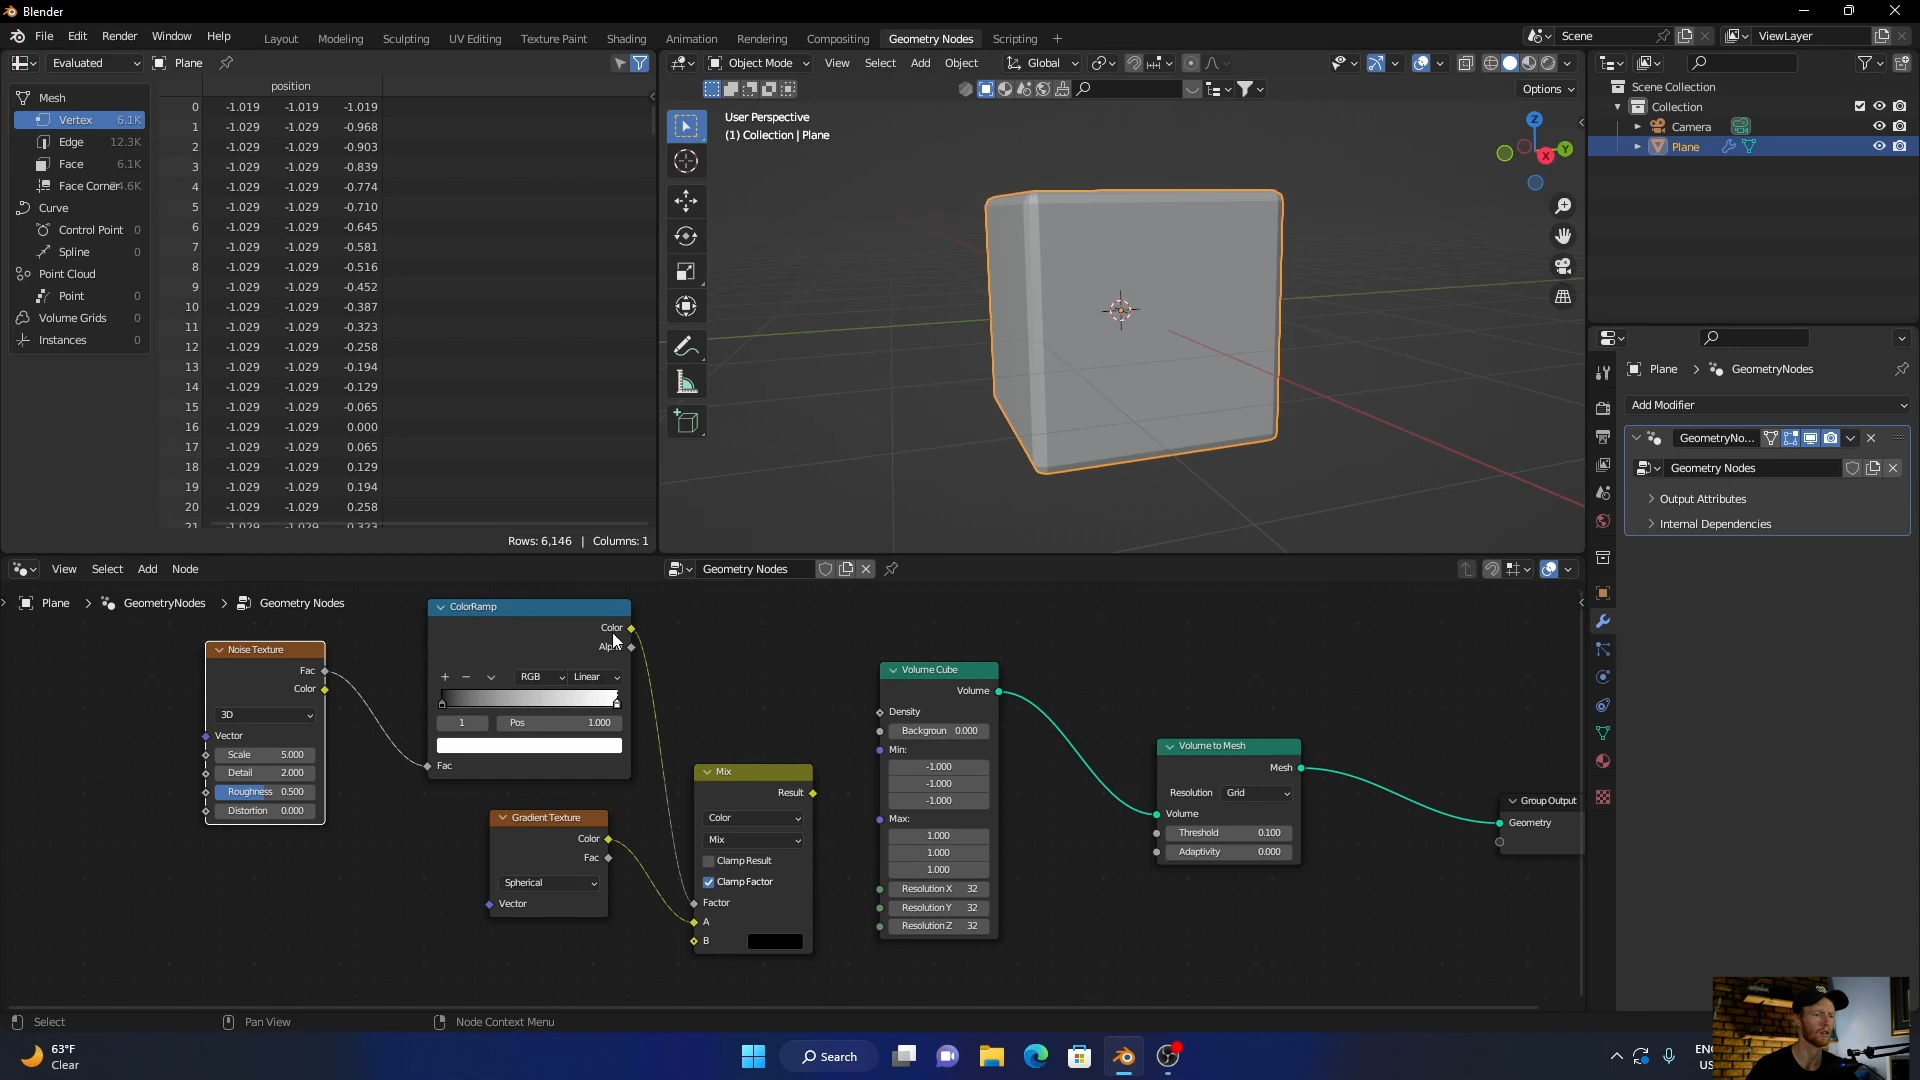 Blender
File Edit Render Window Help
Layout Modeling Sculpting UV Editing Texture Paint Shading Animation Rendering Compositing Geometry Nodes Scripting
Scene
ViewLayer
Evaluated
Plane
Object Mode View Select Add Object
Global
Options
Mesh
Vertex 6.1K
Edge 12.3K
Face 6.1K
Face Corner
Curve
Control Point 0
Spline 0
Point Cloud
Point 0
Volume Grids 0
Instances 0
position
0 -1.019 -1.019 -1.019
1 -1.029 -1.029 -0.968
2 -1.029 -1.029 -0.903
3 -1.029 -1.029 -0.839
4 -1.029 -1.029 -0.774
5 -1.029 -1.029 -0.710
6 -1.029 -1.029 -0.645
7 -1.029 -1.029 -0.581
8 -1.029 -1.029 -0.516
9 -1.029 -1.029 -0.452
10 -1.029 -1.029 -0.387
11 -1.029 -1.029 -0.323
12 -1.029 -1.029 -0.258
13 -1.029 -1.029 -0.194
14 -1.029 -1.029 -0.129
15 -1.029 -1.029 -0.065
16 -1.029 -1.029 0.000
17 -1.029 -1.029 0.065
18 -1.029 -1.029 0.129
19 -1.029 -1.029 0.194
20 -1.029 -1.029 0.258
21 -1.029 -1.029 0.323
Rows: 6,146 | Columns: 1
User Perspective
(1) Collection | Plane
Z
Y
X
Scene Collection
Collection
Camera
Plane
Plane > GeometryNodes
Add Modifier
GeometryNo...
Geometry Nodes
Output Attributes
Internal Dependencies
View Select Add Node
Geometry Nodes
Plane > GeometryNodes > Geometry Nodes
Noise Texture
Fac
Color
3D
Vector
Scale 5.000
Detail 2.000
Roughness 0.500
Distortion 0.000
ColorRamp
Color
RGB Linear
1 Pos 1.000
Fac
Gradient Texture
Color
Fac
Spherical
Vector
Mix
Result
Color
Mix
Clamp Result
Clamp Factor
Factor
A
B
Volume Cube
Volume
Density
Backgroun 0.000
Min:
-1.000
-1.000
-1.000
Max:
1.000
1.000
1.000
Resolution X 32
Resolution Y 32
Resolution Z 32
Volume to Mesh
Mesh
Resolution Grid
Volume
Threshold 0.100
Adaptivity 0.000
Group Output
Geometry
Select
Pan View
Node Context Menu
63°F
Clear
Search